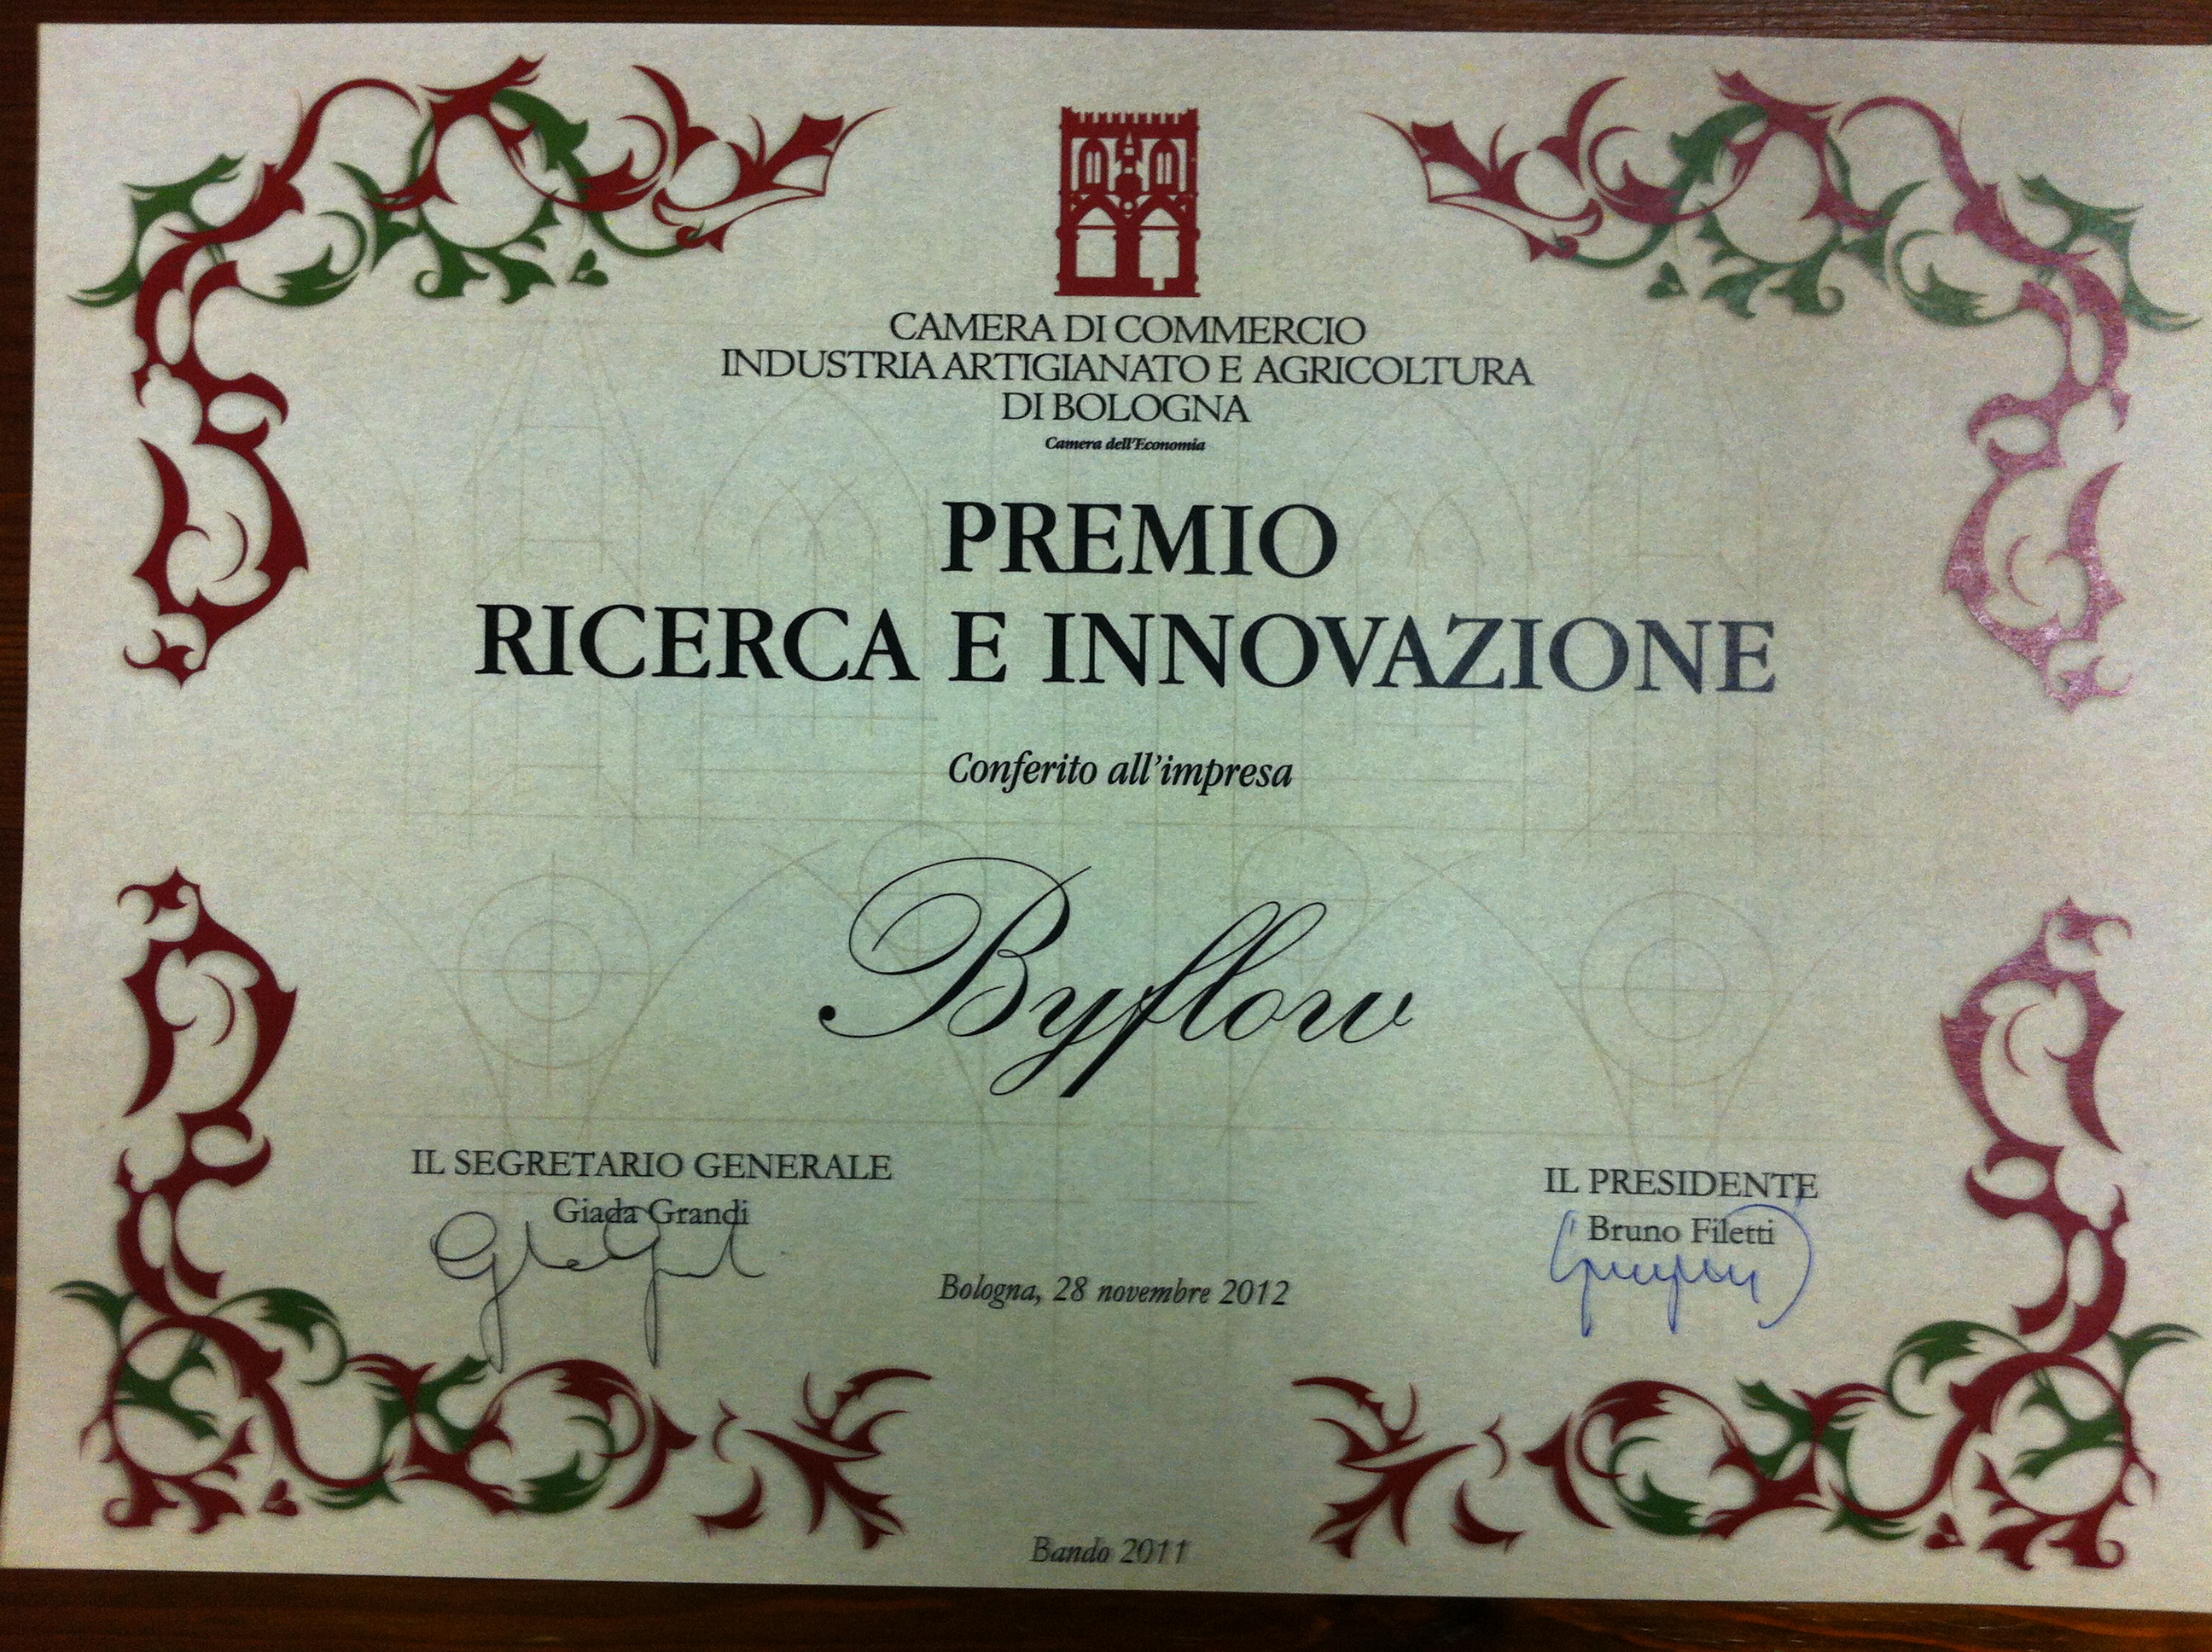 CAMERA DI COMMERCIO
INDUSTRIA ARTIGIANATO E AGRICOLTURA
DI BOLOGNA
Camera dell'Economia
PREMIO
RICERCA E INNOVAZIONE
Conferito all'impresa
Byflow
IL SEGRETARIO GENERALE
Giada Grandi
IL PRESIDENTE
Bruno Filetti
Bologna, 28 novembre 2012
Bando 2011